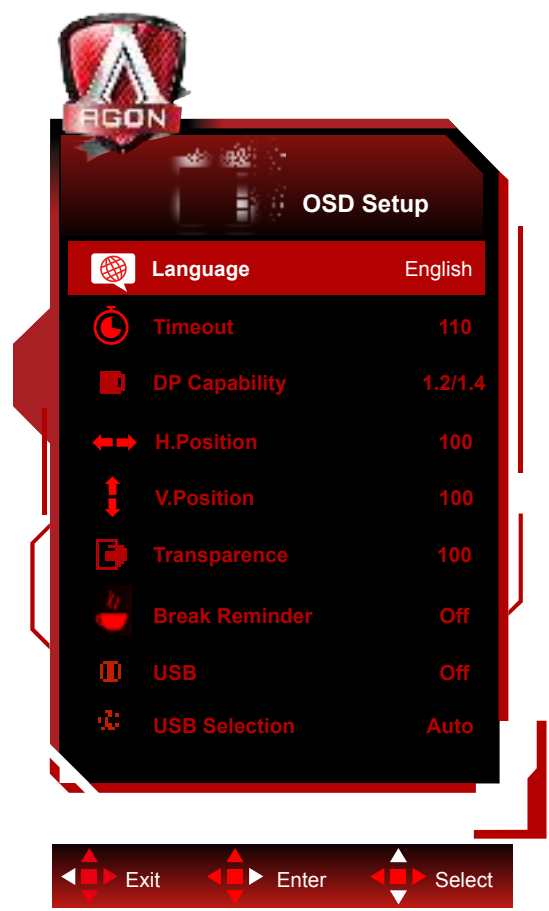 AGON
OSD Setup
Language English
Timeout 110
DP Capability 1.2/1.4
H.Position 100
V.Position 100
Transparence 100
Break Reminder Off
USB Off
USB Selection Auto
Exit Enter Select